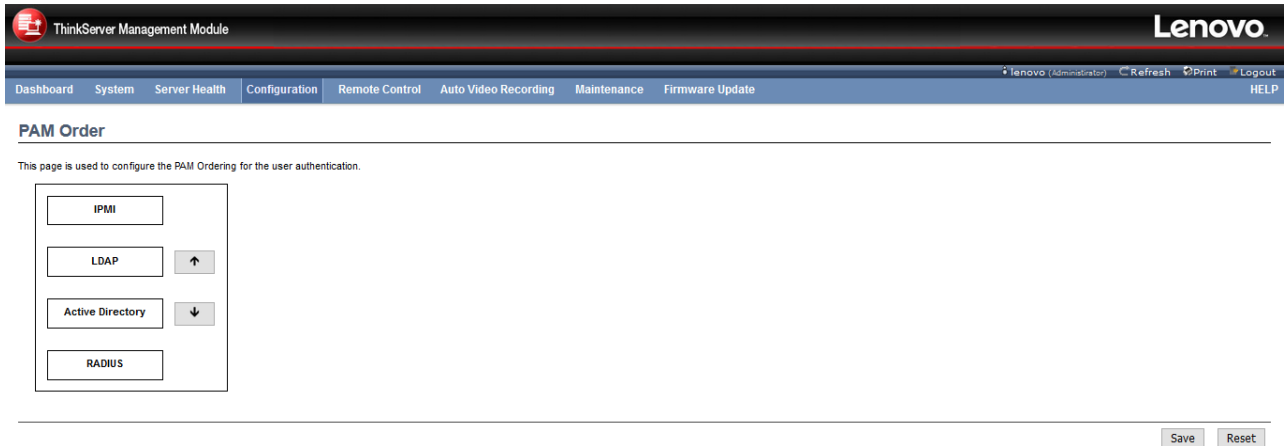 ThinkServer Management Module
Lenovo
lenovo (Administrator) Refresh Print Logout
Dashboard System Server Health Configuration Remote Control Auto Video Recording Maintenance Firmware Update HELP
PAM Order
This page is used to configure the PAM Ordering for the user authentication.
IPMI
LDAP
Active Directory
RADIUS
Save Reset